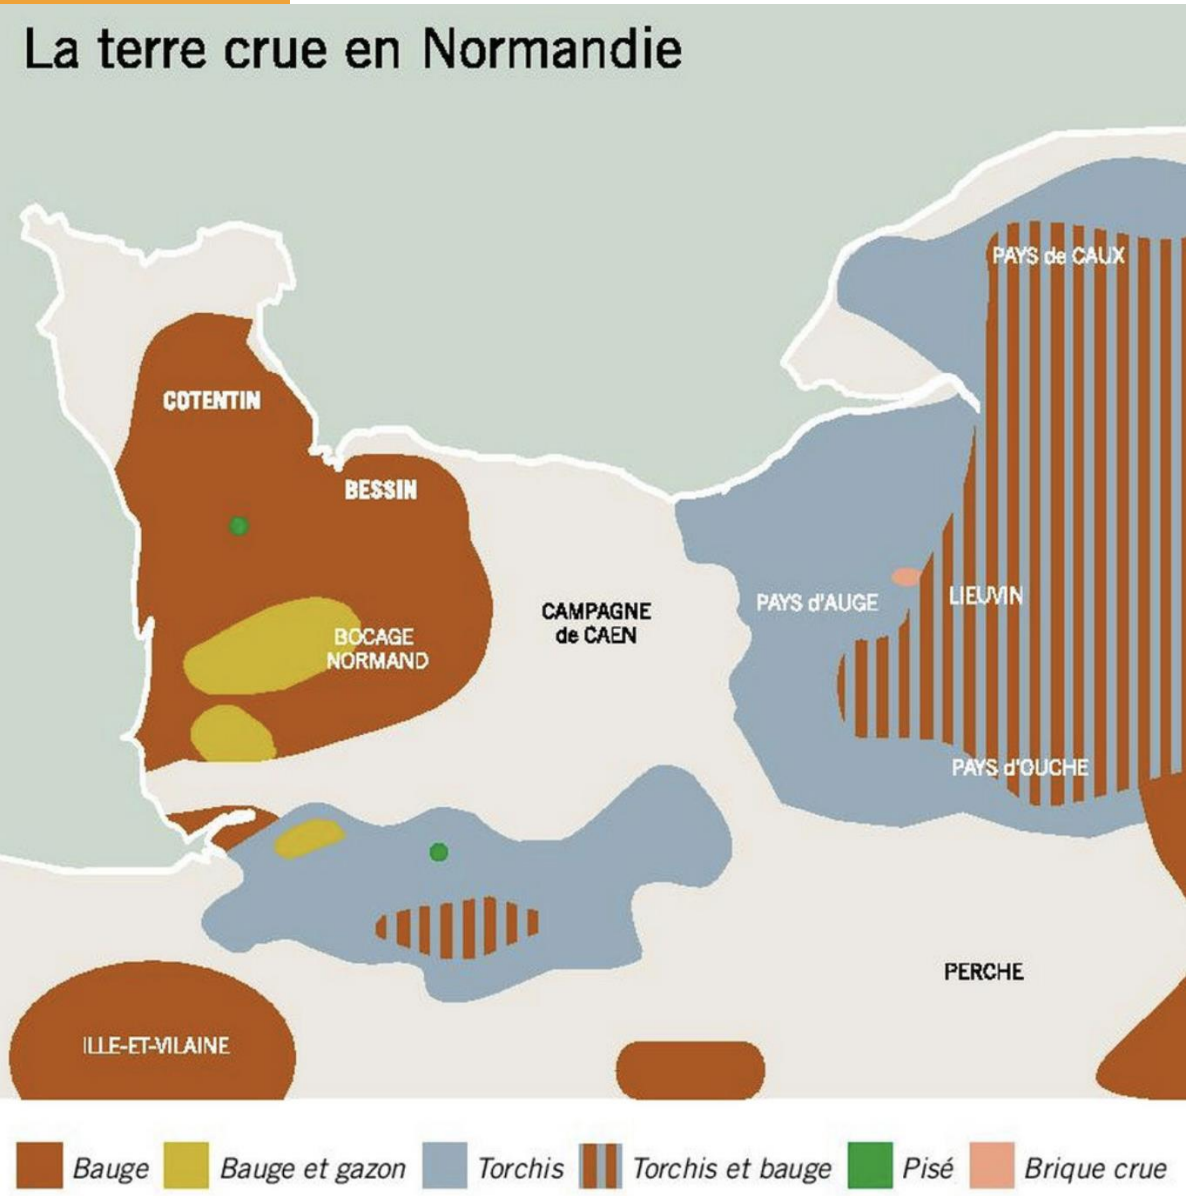 La terre crue en Normandie
PAYS de CAUX
COTENTIN
BESSIN
CAMPAGNE
de CAEN
PAYS d'AUGE
LIEUVIN
BOCAGE
NORMAND
PAYS d'OUCHE
PERCHE
ILLE-ET-VILAINE
Bauge
Bauge et gazon
Torchis
Torchis et bauge
Pisé
Brique crue